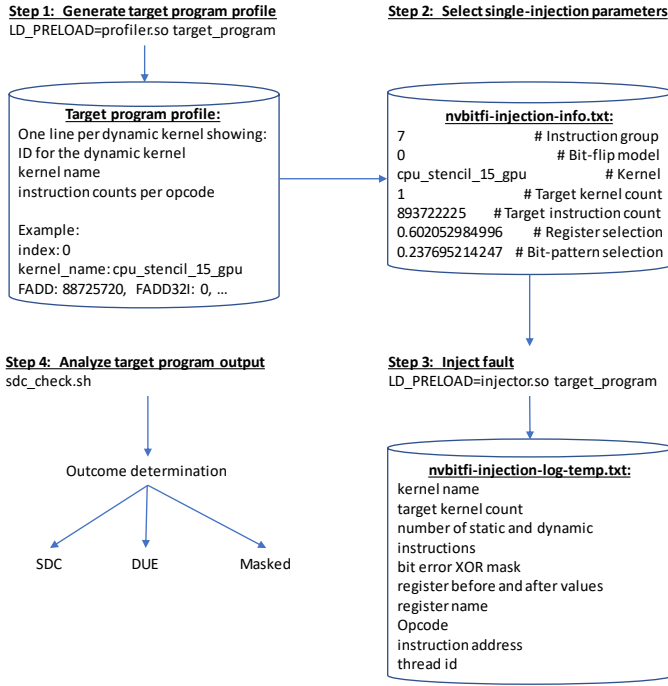 Step 1: Generate target program profile
LD_PRELOAD=profiler.so target_program
Target program profile:
One line per dynamic kernel showing:
ID for the dynamic kernel
kernel name
instruction counts per opcode
Example:
index: 0
kernel_name: cpu_stencil_15_gpu
FADD: 88725720, FADD32I: 0, ...
Step 2: Select single-injection parameters
nvbitfi-injection-info.txt:
7 # Instruction group
0 # Bit-flip model
cpu_stencil_15_gpu # Kernel
1 # Target kernel count
893722225 # Target instruction count
0.602052984996 # Register selection
0.237695214247 # Bit-pattern selection
Step 3: Inject fault
LD_PRELOAD=injector.so target_program
nvbitfi-injection-log-temp.txt:
kernel name
target kernel count
number of static and dynamic
instructions
bit error XOR mask
register before and after values
register name
Opcode
instruction address
thread id
Step 4: Analyze target program output
sdc_check.sh
Outcome determination
SDC DUE Masked